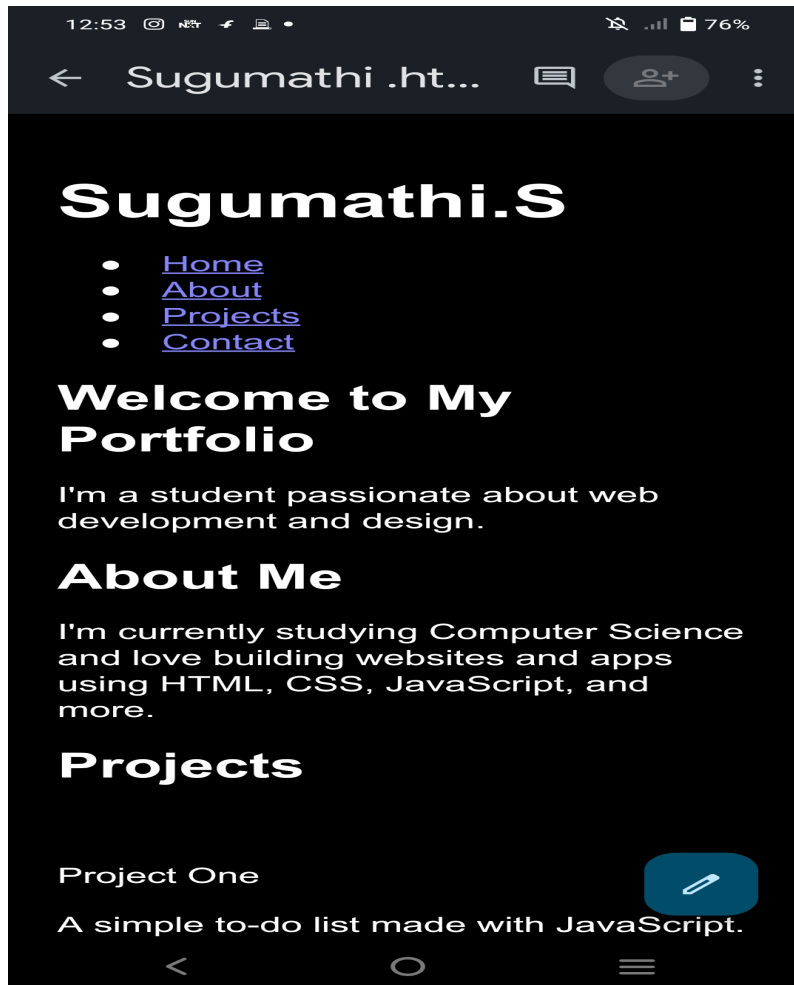 12:53 76%
Sugumathi .ht...
Sugumathi.S
Home
About
Projects
Contact
Welcome to My
Portfolio
I'm a student passionate about web
development and design.
About Me
I'm currently studying Computer Science
and love building websites and apps
using HTML, CSS, JavaScript, and
more.
Projects
Project One
A simple to-do list made with JavaScript.